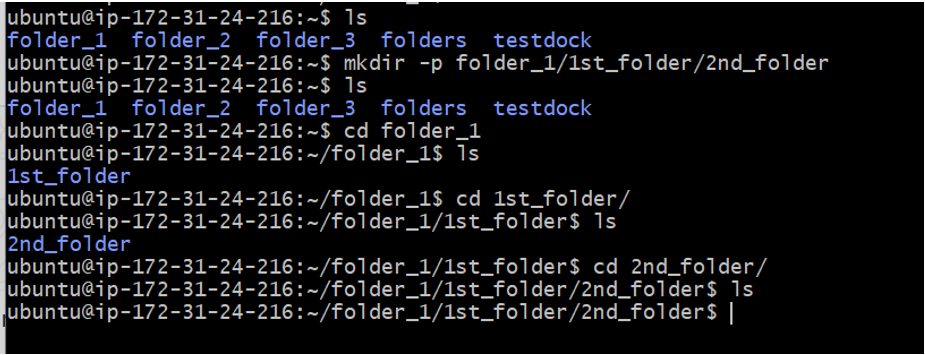 ubuntu@ip-172-31-24-216:~$ ls
folder_1  folder_2  folder_3  folders  testdock
ubuntu@ip-172-31-24-216:~$ mkdir -p folder_1/1st_folder/2nd_folder
ubuntu@ip-172-31-24-216:~$ ls
folder_1  folder_2  folder_3  folders  testdock
ubuntu@ip-172-31-24-216:~$ cd folder_1
ubuntu@ip-172-31-24-216:~/folder_1$ ls
1st_folder
ubuntu@ip-172-31-24-216:~/folder_1$ cd 1st_folder/
ubuntu@ip-172-31-24-216:~/folder_1/1st_folder$ ls
2nd_folder
ubuntu@ip-172-31-24-216:~/folder_1/1st_folder$ cd 2nd_folder/
ubuntu@ip-172-31-24-216:~/folder_1/1st_folder/2nd_folder$ ls
ubuntu@ip-172-31-24-216:~/folder_1/1st_folder/2nd_folder$